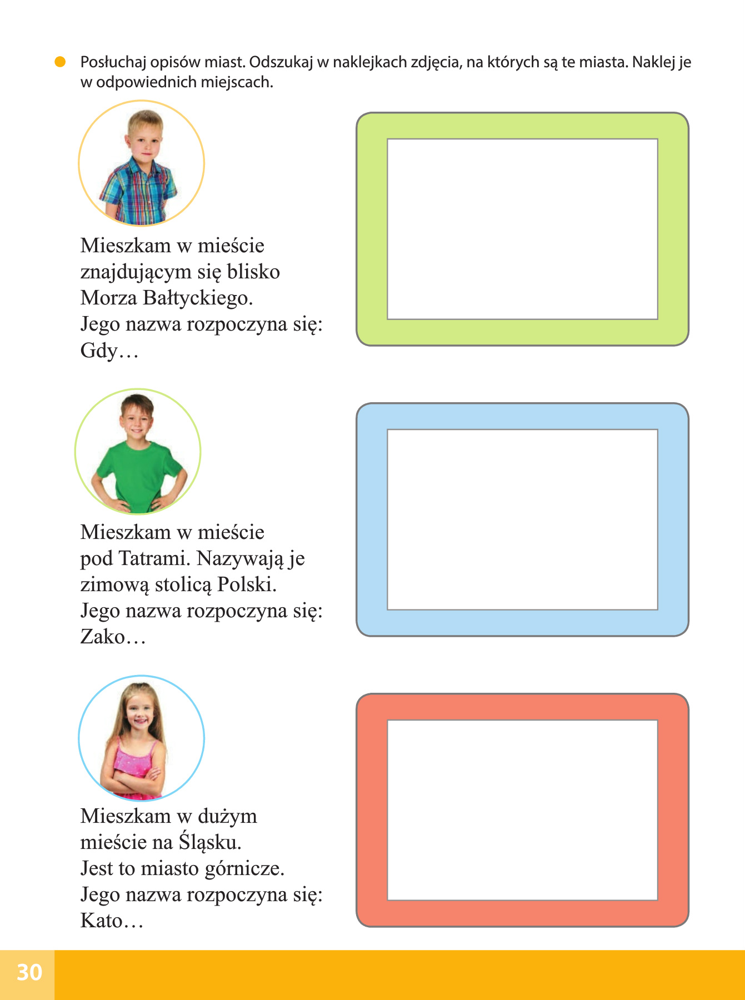 Posłuchaj opisów miast. Odszukaj w naklejkach zdjęcia, na których są te miasta. Naklej je
w odpowiednich miejscach.
Mieszkam w mieście
znajdującym się blisko
Morza Bałtyckiego.
Jego nazwa rozpoczyna się:
Gdy…
Mieszkam w mieście
pod Tatrami. Nazywają je
zimową stolicą Polski.
Jego nazwa rozpoczyna się:
Zako…
Mieszkam w dużym
mieście na Śląsku.
Jest to miasto górnicze.
Jego nazwa rozpoczyna się:
Kato…
30